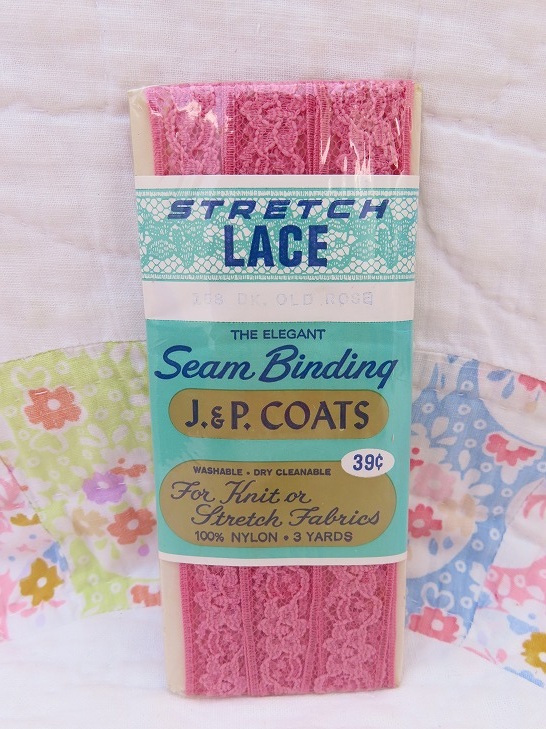 STRETCH
LACE
108 DK. OLD ROSE
THE ELEGANT
Seam Binding
J. & P. COATS
39¢
WASHABLE • DRY CLEANABLE
For Knit or
Stretch Fabrics
100% NYLON • 3 YARDS